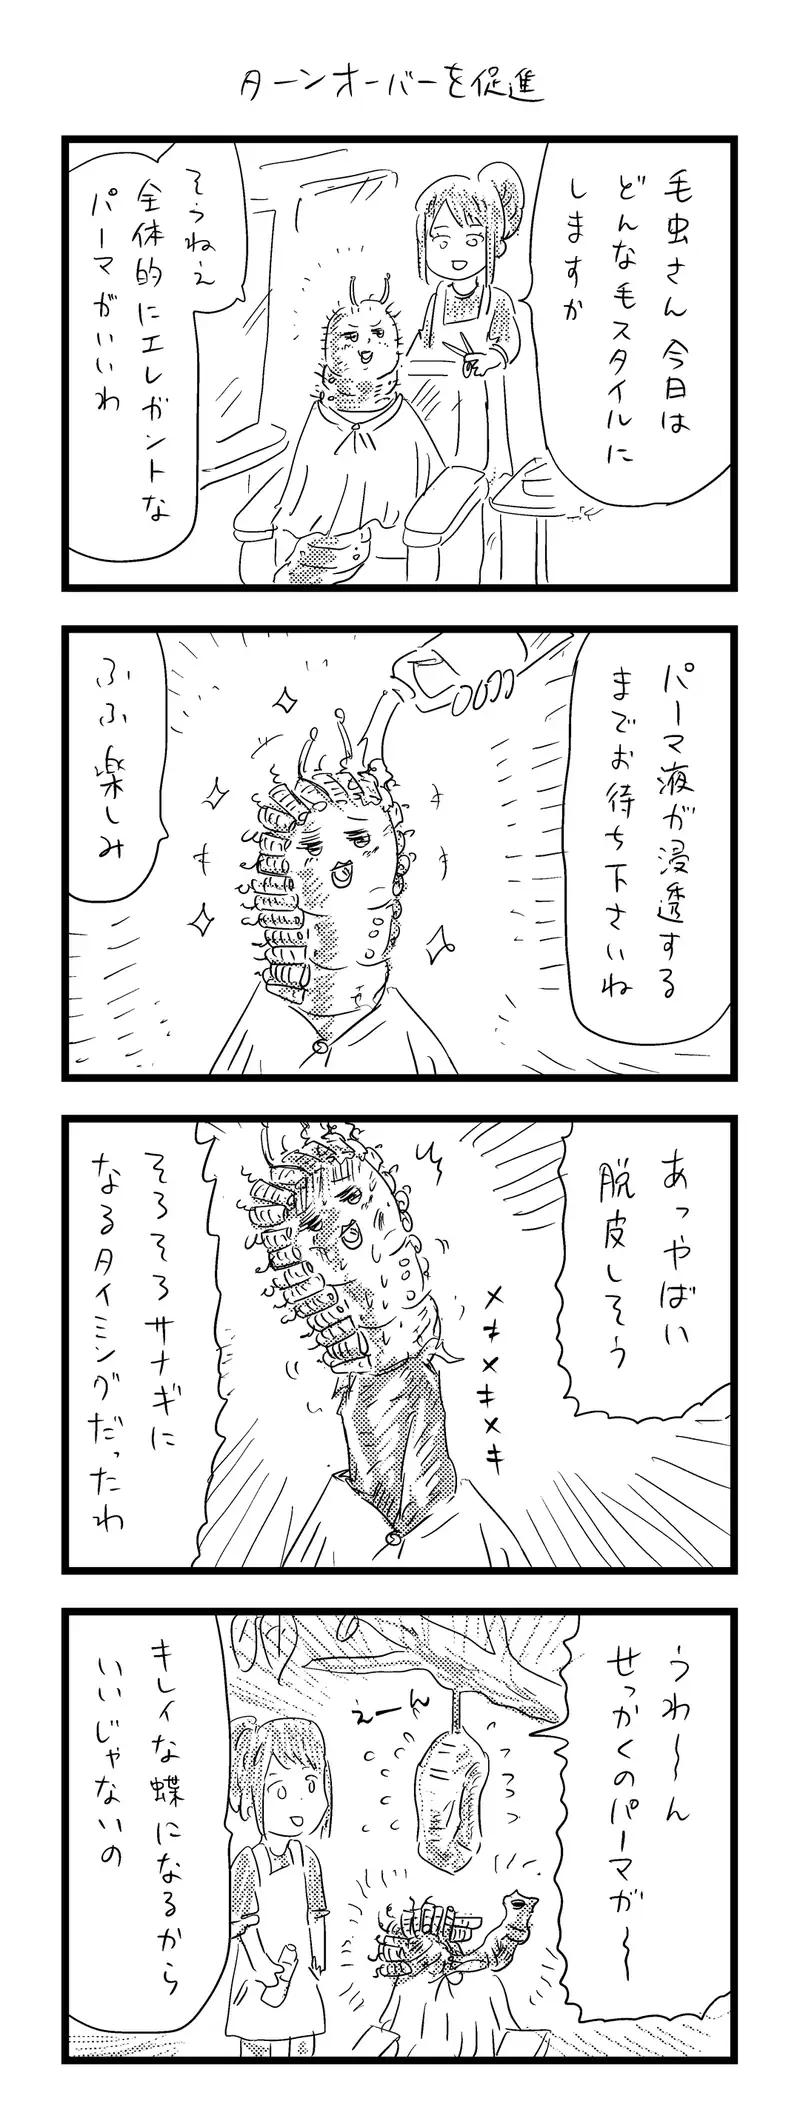 ターンオーバーを促進
毛虫さん 今日は
どんな毛スタイルに
しますか
そうねぇ
全体的にエレガントな
パーマがいいわ
パーマ液が浸透する
までお待ち下さいね
ふふ 楽しみ
あっやばい
脱皮しそう
メキメキメキ
そろそろサナギに
なるタイミングだったわ
うわ〜〜ん
せっかくのパーマが〜〜
えーん
キレイな蝶になるから
いいじゃないの